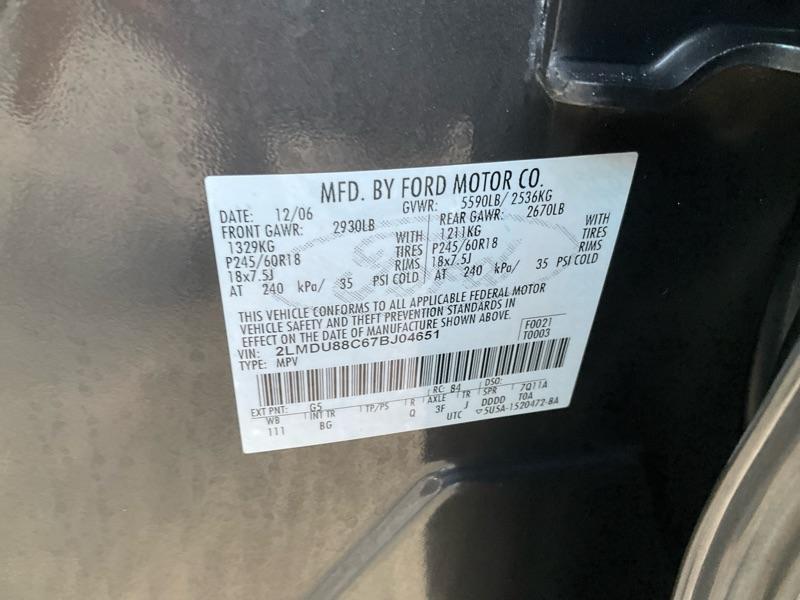 MFD. BY FORD MOTOR CO.
DATE: 12/06 GVWR: 5590LB/ 2536KG
FRONT GAWR: 2930LB REAR GAWR: 2670LB
1329KG WITH 1211KG WITH
P245/60R18 TIRES P245/60R18 TIRES
18x7.5J RIMS 18x7.5J RIMS
AT 240 kPa/ 35 PSI COLD AT 240 kPa/ 35 PSI COLD
Ford
THIS VEHICLE CONFORMS TO ALL APPLICABLE FEDERAL MOTOR
VEHICLE SAFETY AND THEFT PREVENTION STANDARDS IN
EFFECT ON THE DATE OF MANUFACTURE SHOWN ABOVE.
VIN: 2LMDU88C67BJ04651 F0021
TYPE: MPV T0003
EXT PNT: G5 RC: 84 DSO: 7Q11A
WB INT TR TP/PS R AXLE TR SPR T0A
111 BG Q 3F J DDDD
UTC ▽5U5A-1520472-BA